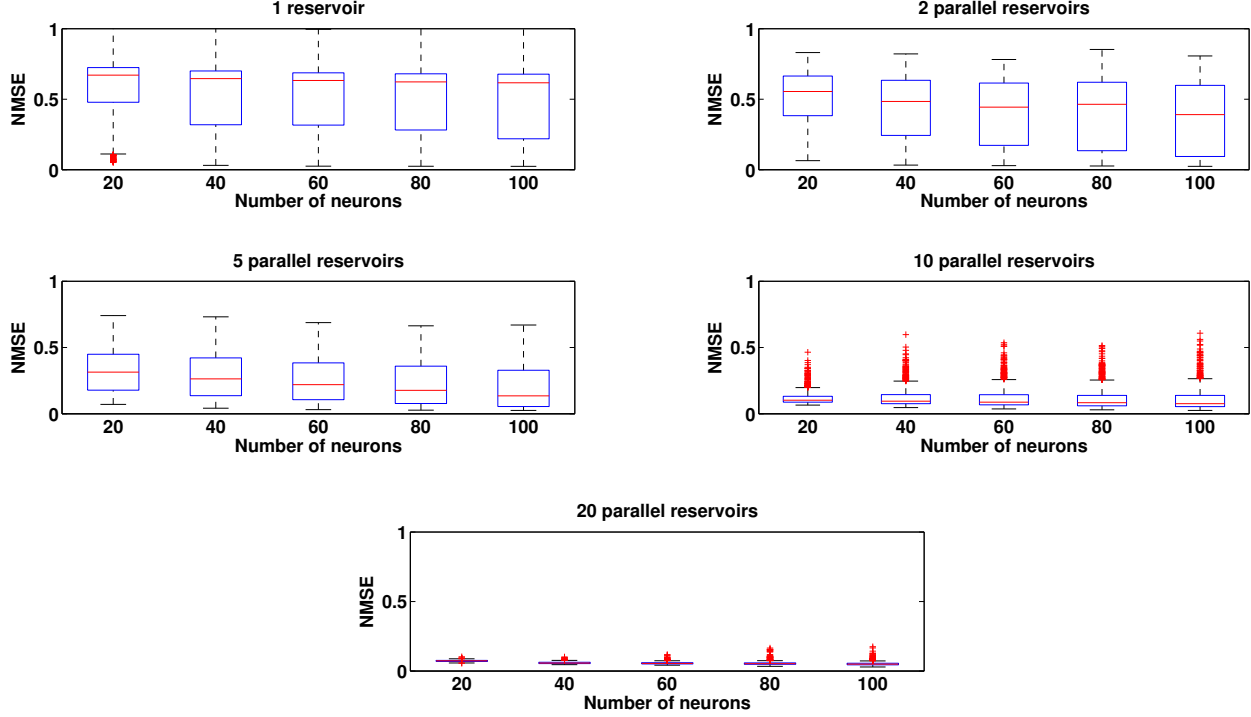 1 reservoir
NMSE
1
0.5
0
20 40 60 80 100
Number of neurons
2 parallel reservoirs
NMSE
1
0.5
0
20 40 60 80 100
Number of neurons
5 parallel reservoirs
NMSE
1
0.5
0
20 40 60 80 100
Number of neurons
10 parallel reservoirs
NMSE
1
0.5
0
20 40 60 80 100
Number of neurons
20 parallel reservoirs
NMSE
1
0.5
0
20 40 60 80 100
Number of neurons